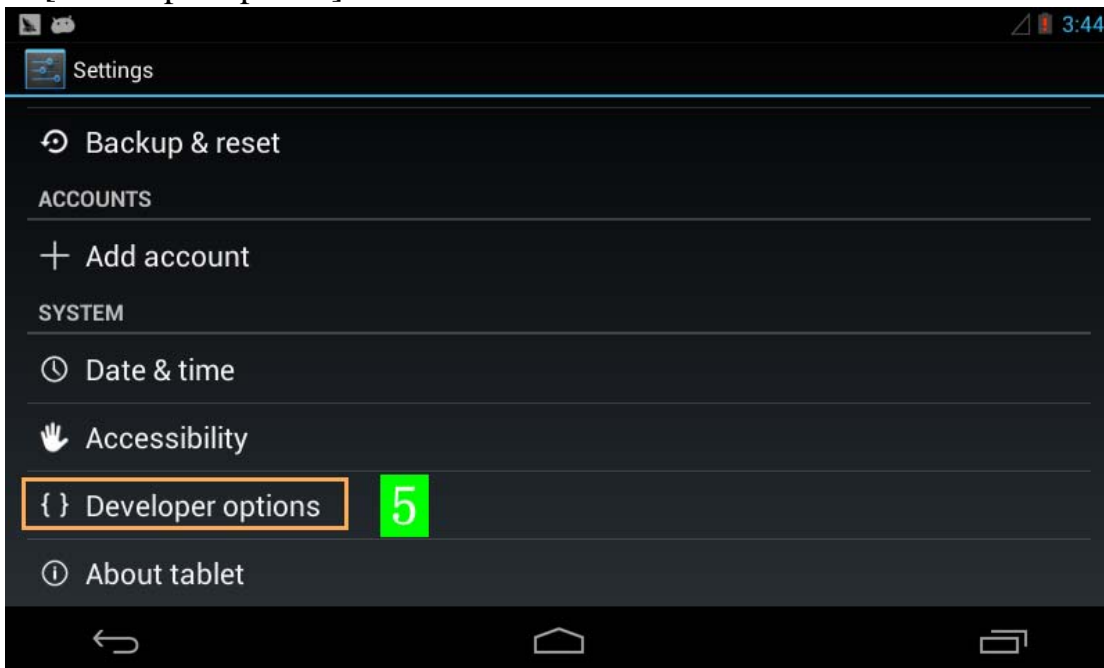 3:44
Settings
Backup & reset
ACCOUNTS
Add account
SYSTEM
Date & time
Accessibility
{ } Developer options 5
About tablet